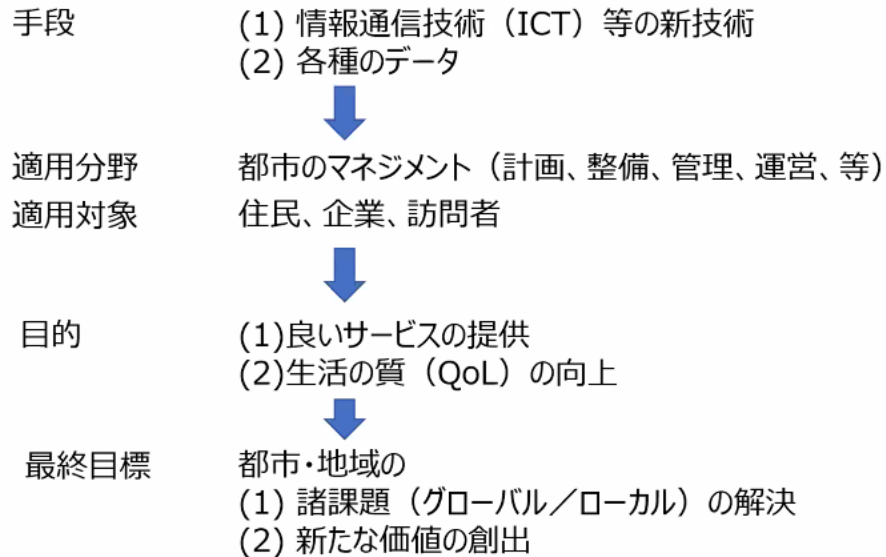 手段 (1) 情報通信技術（ICT）等の新技術
(2) 各種のデータ
適用分野 都市のマネジメント（計画、整備、管理、運営、等）
適用対象 住民、企業、訪問者
目的 (1)良いサービスの提供
(2)生活の質（QoL）の向上
最終目標 都市・地域の
(1) 諸課題（グローバル／ローカル）の解決
(2) 新たな価値の創出